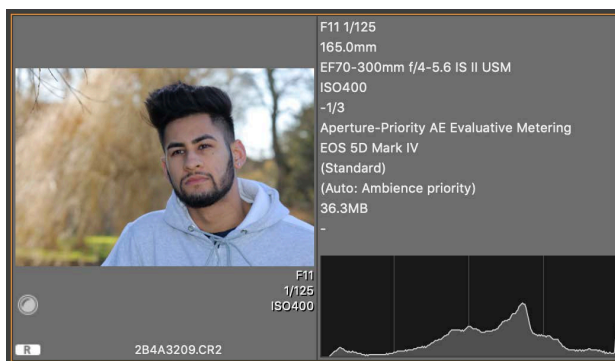 F11 1/125
165.0mm
EF70-300mm f/4-5.6 IS II USM
ISO400
-1/3
Aperture-Priority AE Evaluative Metering
EOS 5D Mark IV
(Standard)
(Auto: Ambience priority)
36.3MB
-
F11
1/125
ISO400
R
2B4A3209.CR2